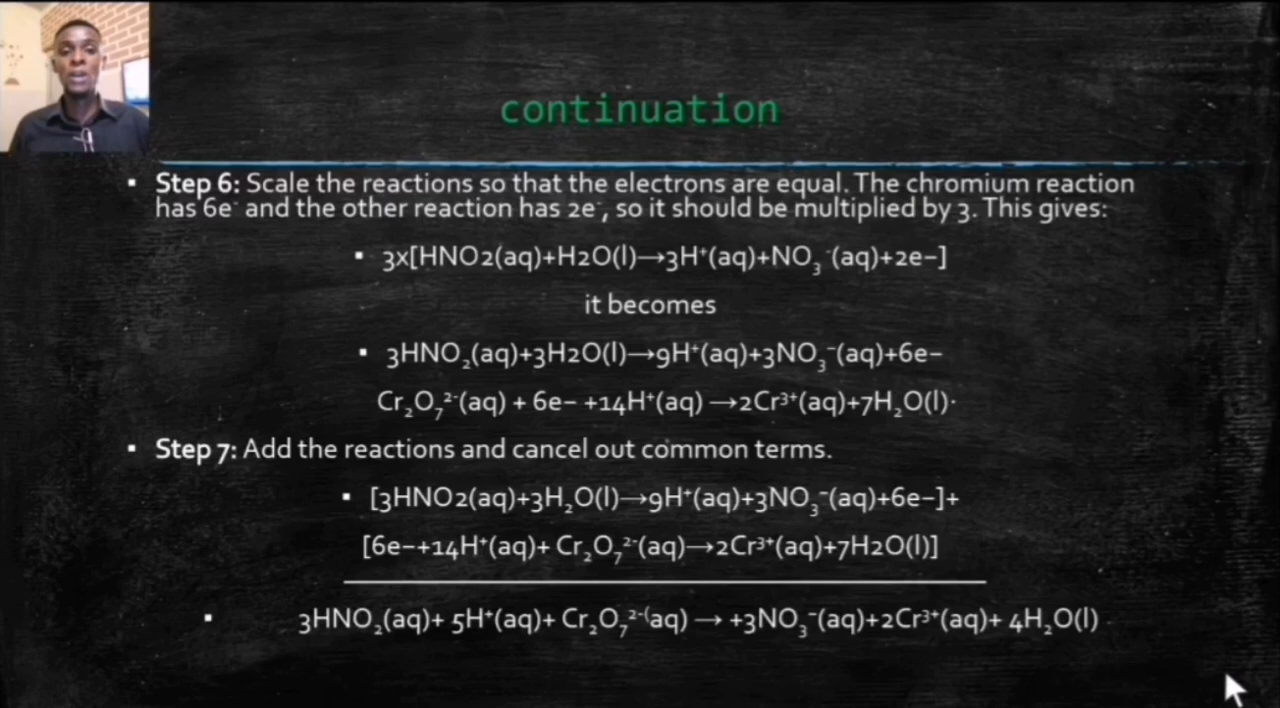 continuation
▪ Step 6: Scale the reactions so that the electrons are equal. The chromium reaction
has 6e⁻ and the other reaction has 2e⁻, so it should be multiplied by 3. This gives:
▪ 3x[HNO2(aq)+H2O(l)→3H⁺(aq)+NO₃⁻(aq)+2e−]
it becomes
▪ 3HNO₂(aq)+3H2O(l)→9H⁺(aq)+3NO₃⁻(aq)+6e−
Cr₂O₇²⁻(aq) + 6e− +14H⁺(aq) →2Cr³⁺(aq)+7H₂O(l)·
▪ Step 7: Add the reactions and cancel out common terms.
▪ [3HNO2(aq)+3H₂O(l)→9H⁺(aq)+3NO₃⁻(aq)+6e−]+
[6e−+14H⁺(aq)+ Cr₂O₇²⁻(aq)→2Cr³⁺(aq)+7H2O(l)]
▪ 3HNO₂(aq)+ 5H⁺(aq)+ Cr₂O₇²⁻⁽aq) → +3NO₃⁻(aq)+2Cr³⁺(aq)+ 4H₂O(l)